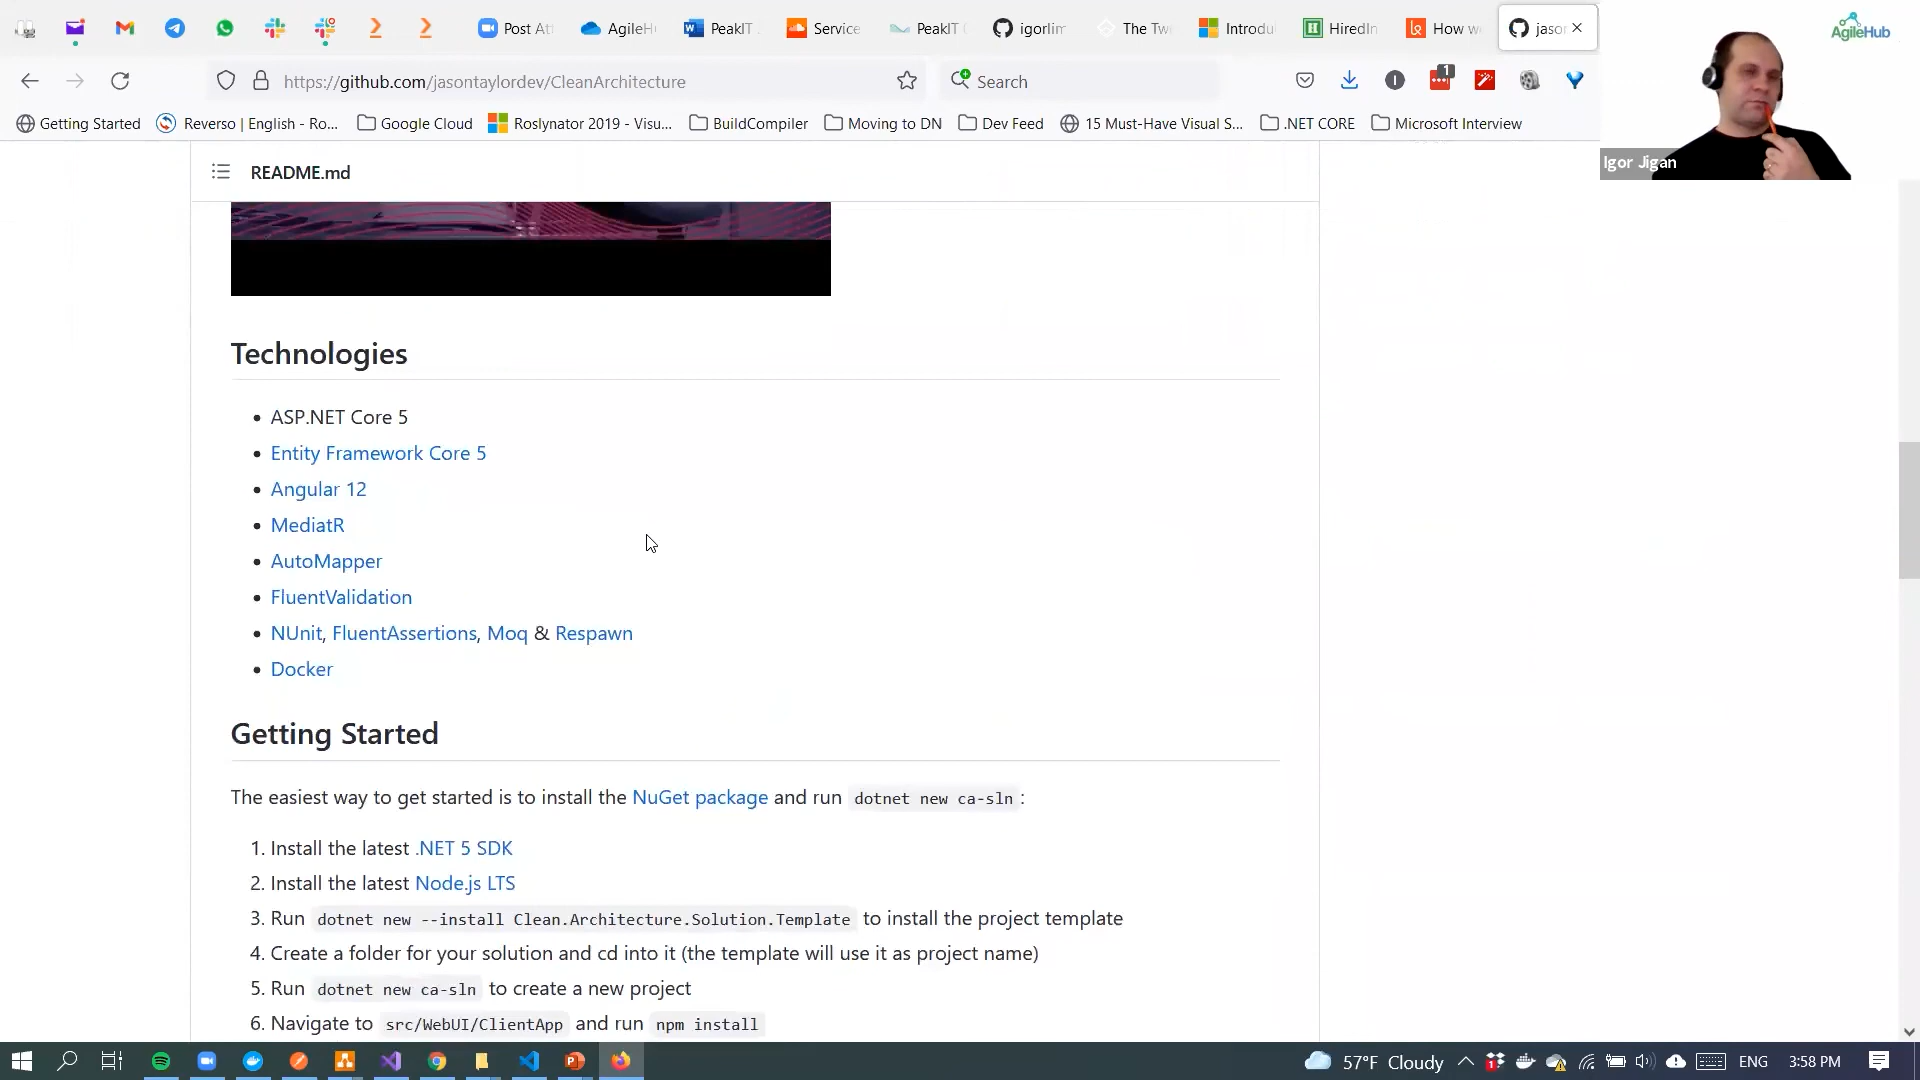 Post At
AgileH
PeakIT
Service
PeakIT
igorlim
The Tw
Introdu
HiredIn
How w
jason
AgileHub
https://github.com/jasontaylordev/CleanArchitecture
Search
1
Getting Started
Reverso | English - Ro...
Google Cloud
Roslynator 2019 - Visu...
BuildCompiler
Moving to DN
Dev Feed
15 Must-Have Visual S...
.NET CORE
Microsoft Interview
Igor Jigan
README.md
Technologies
• ASP.NET Core 5
• Entity Framework Core 5
• Angular 12
• MediatR
• AutoMapper
• FluentValidation
• NUnit, FluentAssertions, Moq & Respawn
• Docker
Getting Started
The easiest way to get started is to install the NuGet package and run dotnet new ca-sln:
1. Install the latest .NET 5 SDK
2. Install the latest Node.js LTS
3. Run dotnet new --install Clean.Architecture.Solution.Template to install the project template
4. Create a folder for your solution and cd into it (the template will use it as project name)
5. Run dotnet new ca-sln to create a new project
6. Navigate to src/WebUI/ClientApp and run npm install
57°F Cloudy
ENG
3:58 PM